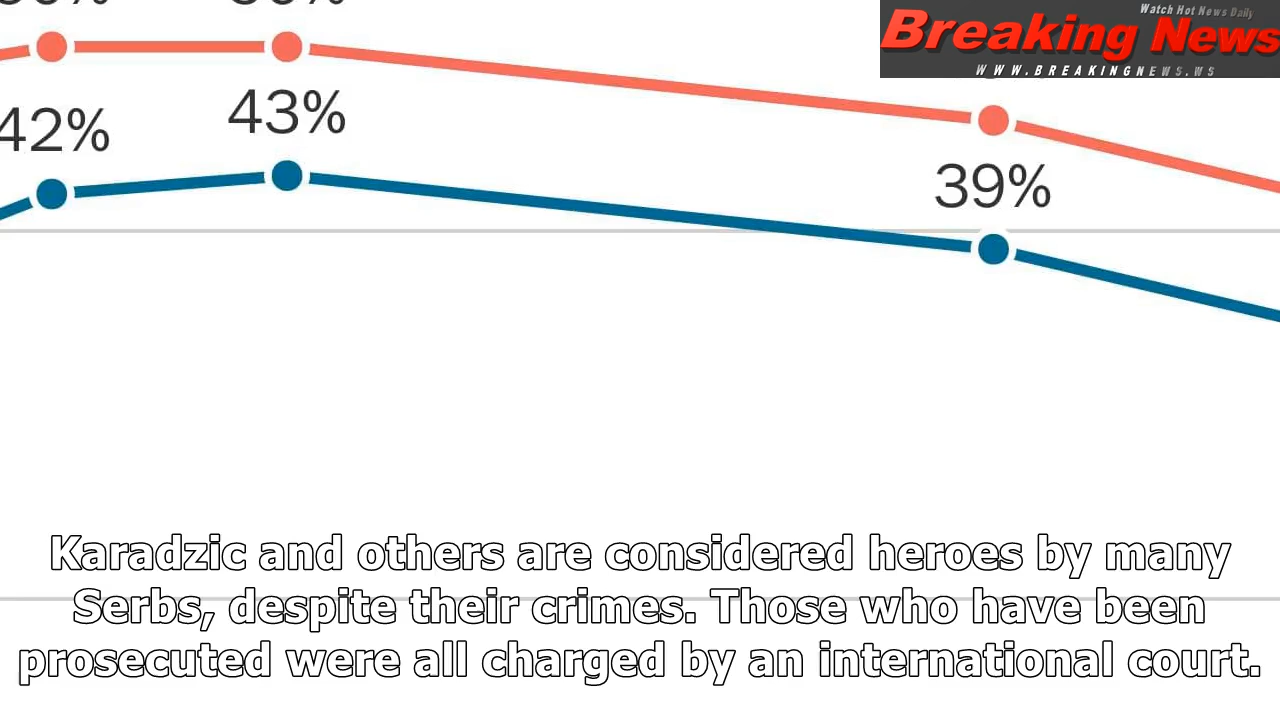 Watch Hot News Daily
Breaking News
WWW.BREAKINGNEWS.WS
42%
43%
39%
Karadzic and others are considered heroes by many
Serbs, despite their crimes. Those who have been
prosecuted were all charged by an international court.